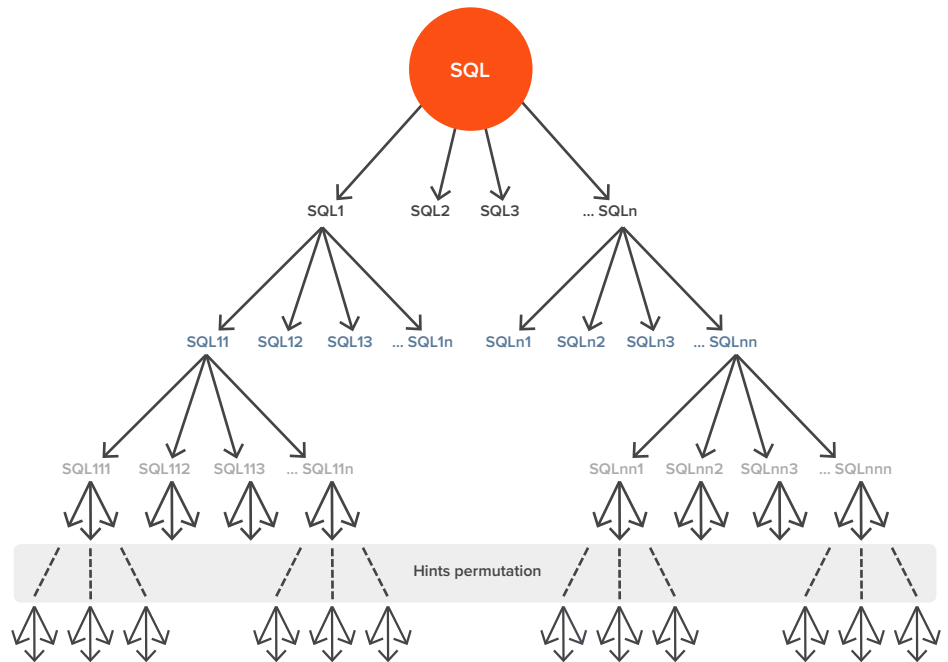 SQL
SQL1 SQL2 SQL3 ... SQLn
SQL11 SQL12 SQL13 ... SQL1n SQLn1 SQLn2 SQLn3 ... SQLnn
SQL111 SQL112 SQL113 ... SQL11n SQLnn1 SQLnn2 SQLnn3 ... SQLnnn
Hints permutation